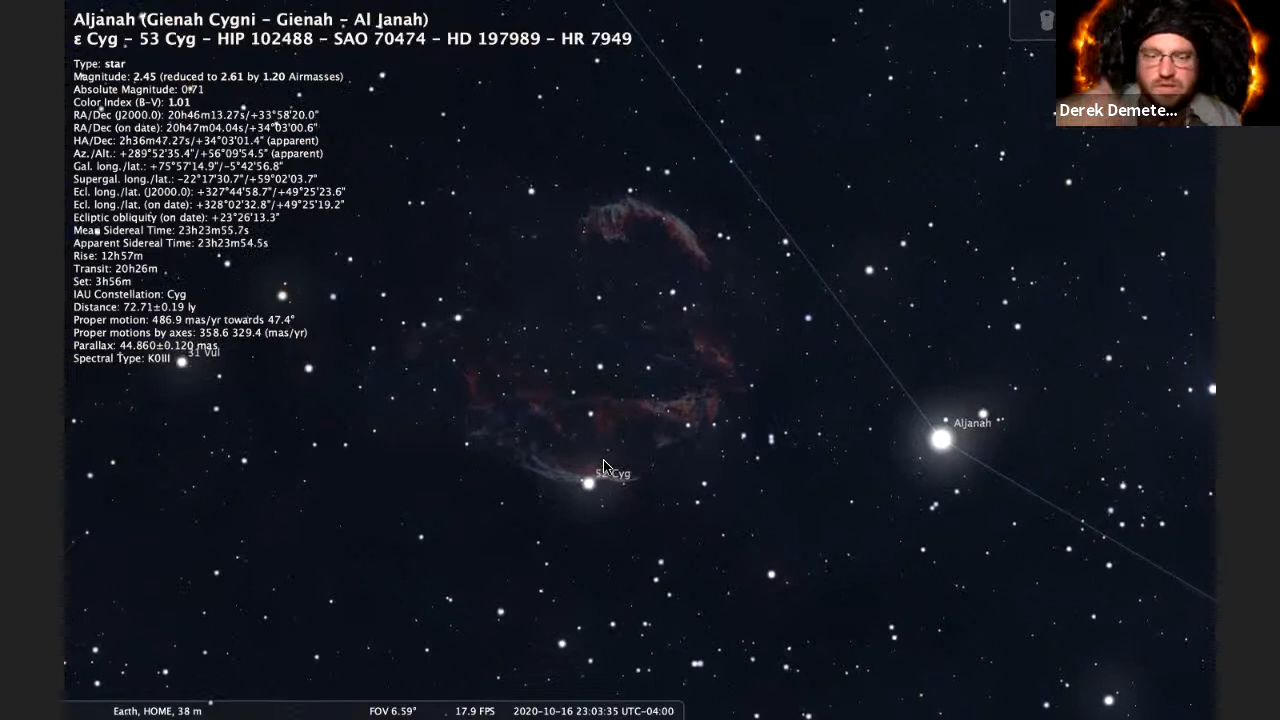 Aljanah (Gienah Cygni - Gienah - Al Janah)
ε Cyg - 53 Cyg - HIP 102488 - SAO 70474 - HD 197989 - HR 7949
Type: star
Magnitude: 2.45 (reduced to 2.61 by 1.20 Airmasses)
Absolute Magnitude: 0.71
Color Index (B-V): 1.01
RA/Dec (J2000.0): 20h46m13.27s/+33°58'20.0"
RA/Dec (on date): 20h47m04.04s/+34°03'00.6"
HA/Dec: 2h36m47.27s/+34°03'01.4" (apparent)
Az./Alt.: +289°52'35.4"/+56°09'54.5" (apparent)
Gal. long./lat.: +75°57'14.9"/-5°42'56.8"
Supergal. long./lat.: -22°17'30.7"/+59°02'03.7"
Ecl. long./lat. (J2000.0): +327°44'58.7"/+49°25'23.6"
Ecl. long./lat. (on date): +328°02'32.8"/+49°25'19.2"
Ecliptic obliquity (on date): +23°26'13.3"
Mean Sidereal Time: 23h23m55.7s
Apparent Sidereal Time: 23h23m54.5s
Rise: 12h57m
Transit: 20h26m
Set: 3h56m
IAU Constellation: Cyg
Distance: 72.71±0.19 ly
Proper motion: 486.9 mas/yr towards 47.4°
Proper motions by axes: 358.6 329.4 (mas/yr)
Parallax: 44.860±0.120 mas
Spectral Type: K0III
31 Vul
Derek Demete...
Aljanah
52 Cyg
Earth, HOME, 38 m
FOV 6.59°
17.9 FPS
2020-10-16 23:03:35 UTC-04:00